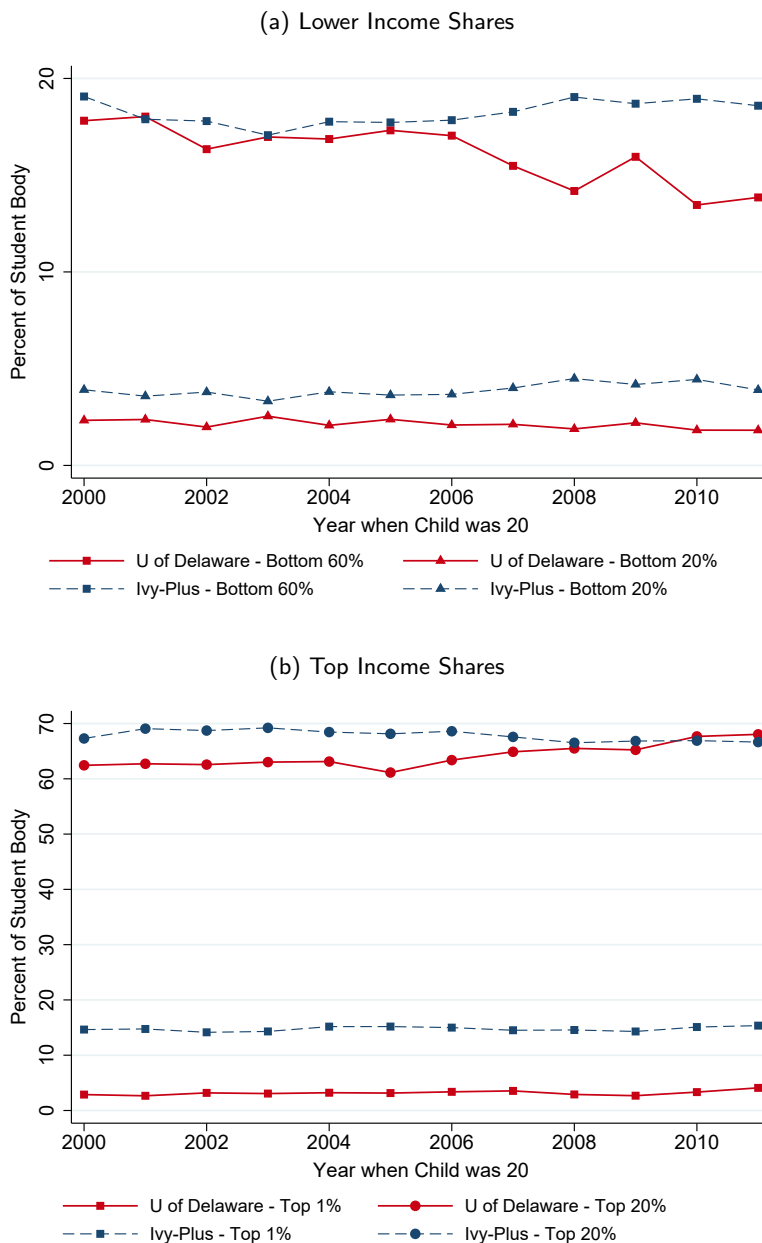 (a) Lower Income Shares
20
10
0
Percent of Student Body
2000 2002 2004 2006 2008 2010
Year when Child was 20
U of Delaware - Bottom 60% U of Delaware - Bottom 20%
Ivy-Plus - Bottom 60% Ivy-Plus - Bottom 20%
(b) Top Income Shares
70
60
50
40
30
20
10
0
Percent of Student Body
2000 2002 2004 2006 2008 2010
Year when Child was 20
U of Delaware - Top 1% U of Delaware - Top 20%
Ivy-Plus - Top 1% Ivy-Plus - Top 20%